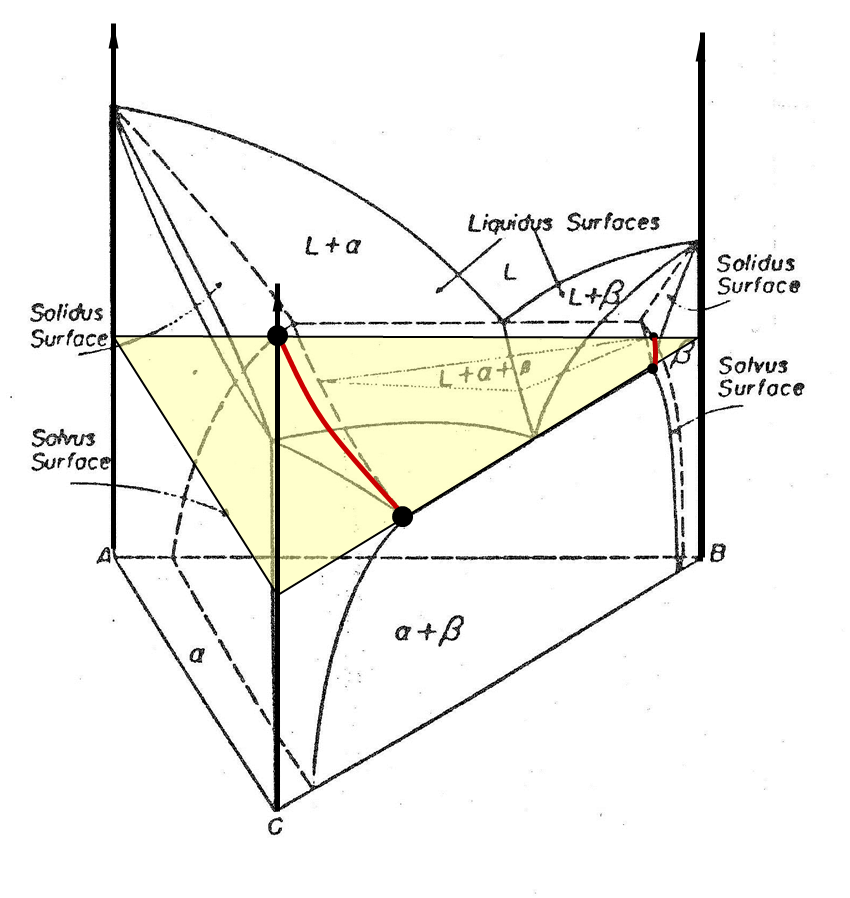 Liquidus Surfaces
L+α
L
L+β
Solidus
Surface
Solidus
Surface
L+α+β
β
Solvus
Surface
Solvus
Surface
A
B
α+β
α
C